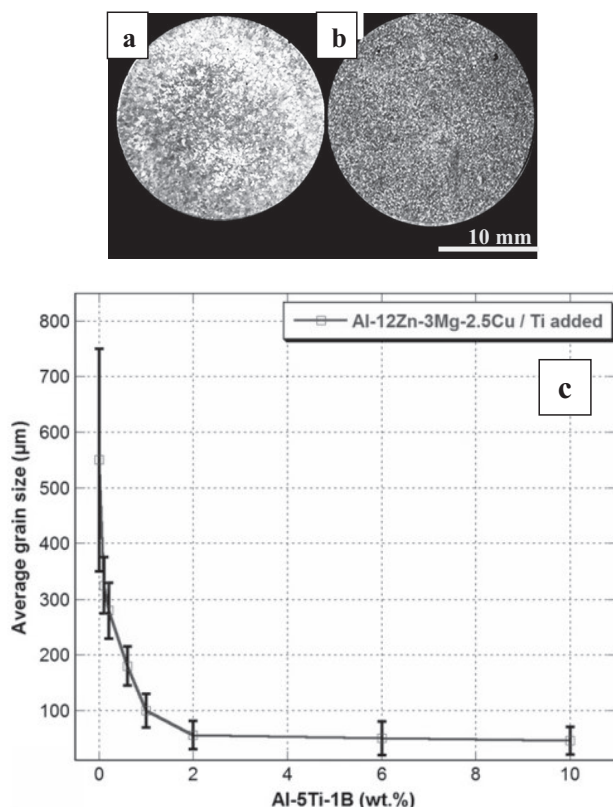 a
b
10 mm
Al-12Zn-3Mg-2.5Cu / Ti added
c
800
700
600
500
400
300
200
100
Average grain size (µm)
0 2 4 6 8 10
Al-5Ti-1B (wt.%)